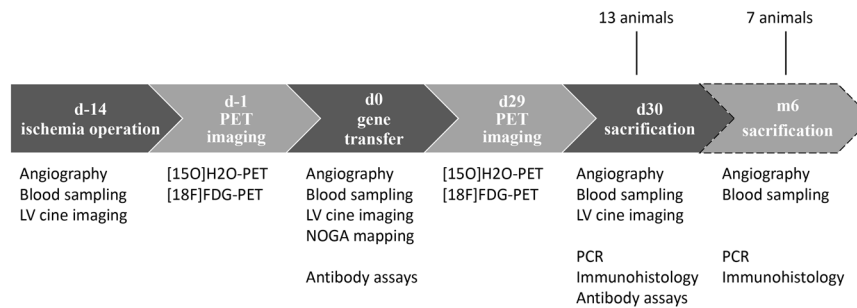 13 animals
7 animals
d-14
ischemia operation
d-1
PET
imaging
d0
gene
transfer
d29
PET
imaging
d30
sacrification
m6
sacrification
Angiography
Blood sampling
LV cine imaging
[15O]H2O-PET
[18F]FDG-PET
Angiography
Blood sampling
LV cine imaging
NOGA mapping
Antibody assays
[15O]H2O-PET
[18F]FDG-PET
Angiography
Blood sampling
LV cine imaging
PCR
Immunohistology
Antibody assays
Angiography
Blood sampling
PCR
Immunohistology